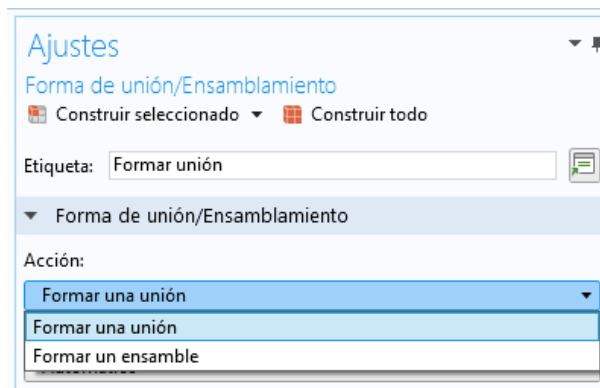 Ajustes
Forma de unión/Ensamblamiento
Construir seleccionado Construir todo
Etiqueta: Formar unión
Forma de unión/Ensamblamiento
Acción:
Formar una unión
Formar una unión
Formar un ensamble